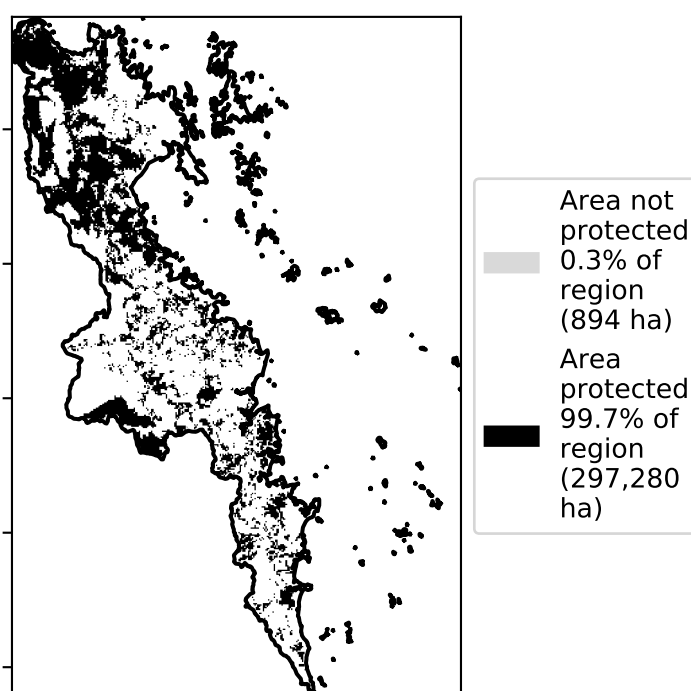 Area not
protected
0.3% of
region
(894 ha)
Area
protected
99.7% of
region
(297,280
ha)